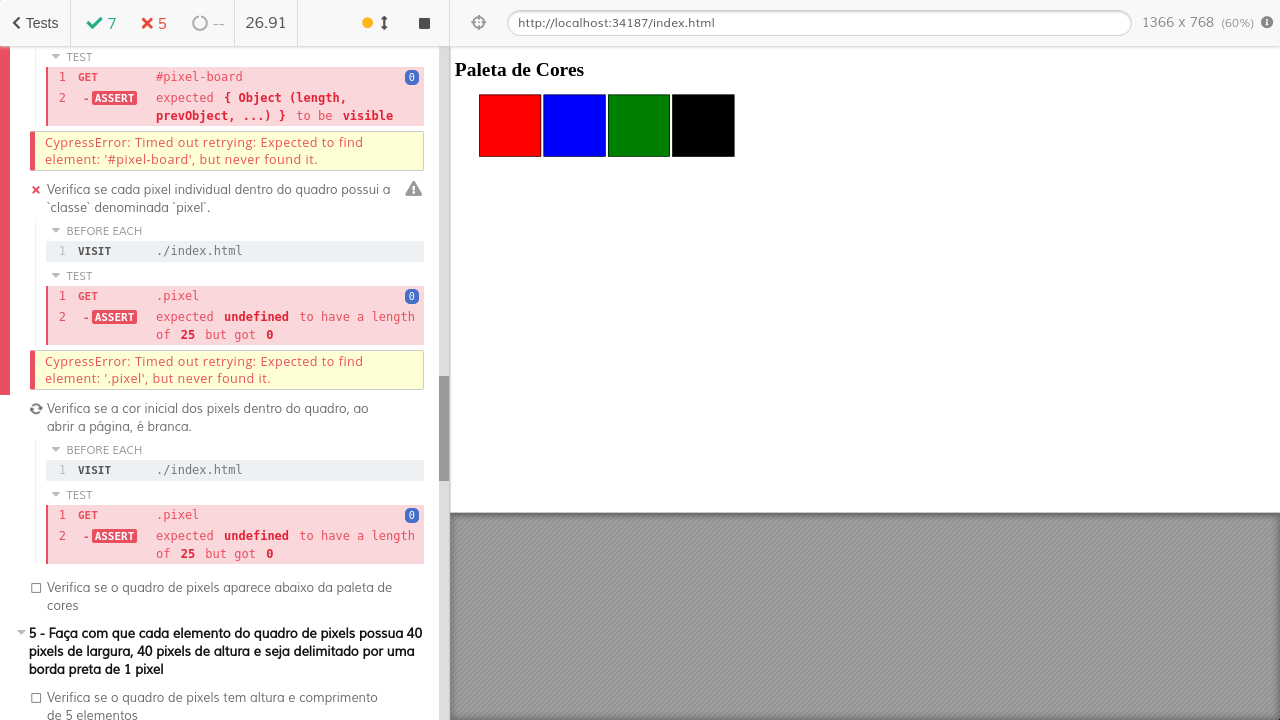 Tests
7
5
--
26.91
http://localhost:34187/index.html
1366 x 768 (60%)
TEST
1 GET #pixel-board 0
2 -ASSERT expected { Object (length,
prevObject, ...) } to be visible
CypressError: Timed out retrying: Expected to find
element: '#pixel-board', but never found it.
Verifica se cada pixel individual dentro do quadro possui a
`classe` denominada `pixel`.
BEFORE EACH
1 VISIT ./index.html
TEST
1 GET .pixel 0
2 -ASSERT expected undefined to have a length
of 25 but got 0
CypressError: Timed out retrying: Expected to find
element: '.pixel', but never found it.
Verifica se a cor inicial dos pixels dentro do quadro, ao
abrir a página, é branca.
BEFORE EACH
1 VISIT ./index.html
TEST
1 GET .pixel 0
2 -ASSERT expected undefined to have a length
of 25 but got 0
Verifica se o quadro de pixels aparece abaixo da paleta de
cores
5 - Faça com que cada elemento do quadro de pixels possua 40
pixels de largura, 40 pixels de altura e seja delimitado por uma
borda preta de 1 pixel
Verifica se o quadro de pixels tem altura e comprimento
de 5 elementos
Paleta de Cores